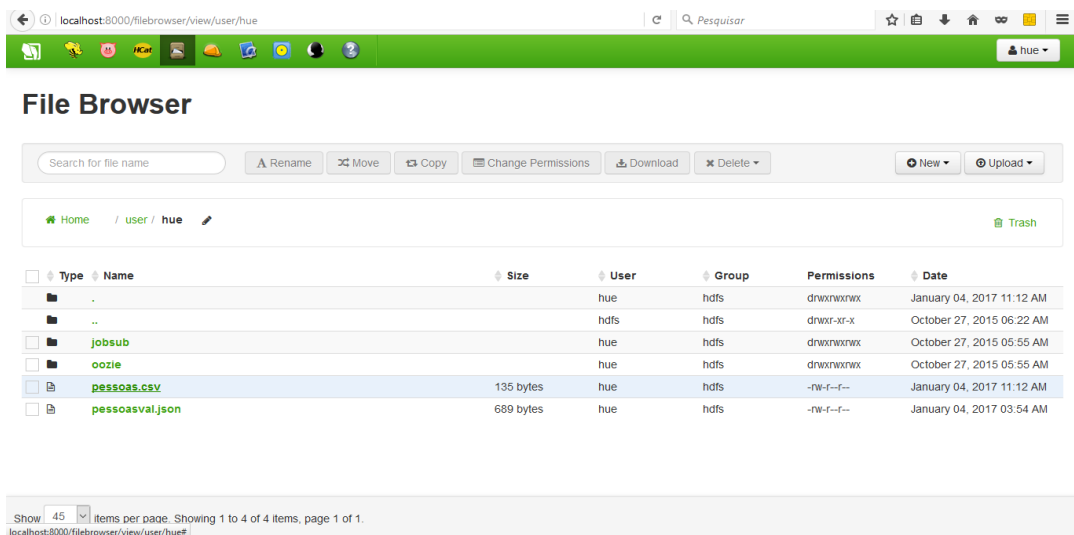 localhost:8000/filebrowser/view/user/hue
Pesquisar
HCat
hue
File Browser
Search for file name
Rename
Move
Copy
Change Permissions
Download
Delete
New
Upload
Home / user / hue
Trash
Type Name Size User Group Permissions Date
. hue hdfs drwxrwxrwx January 04, 2017 11:12 AM
.. hdfs hdfs drwxr-xr-x October 27, 2015 06:22 AM
jobsub hue hdfs drwxrwxrwx October 27, 2015 05:55 AM
oozie hue hdfs drwxrwxrwx October 27, 2015 05:55 AM
pessoas.csv 135 bytes hue hdfs -rw-r--r-- January 04, 2017 11:12 AM
pessoasval.json 689 bytes hue hdfs -rw-r--r-- January 04, 2017 03:54 AM
Show 45 items per page. Showing 1 to 4 of 4 items, page 1 of 1.
localhost:8000/filebrowser/view/user/hue#